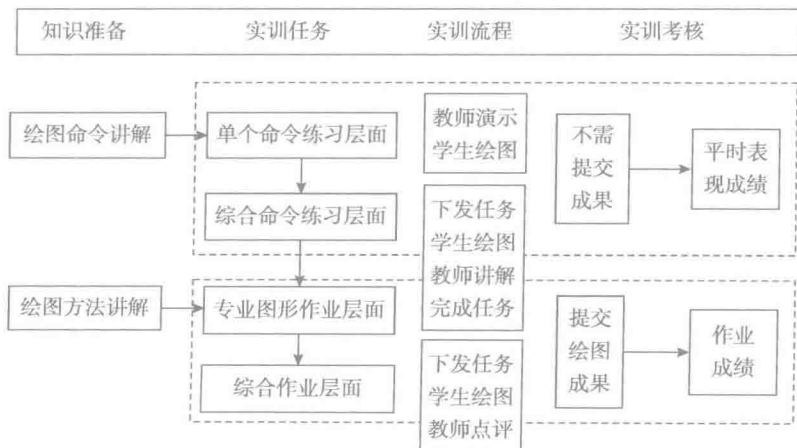 知识准备 实训任务 实训流程 实训考核
绘图命令讲解
单个命令练习层面
综合命令练习层面
教师演示
学生绘图
不需
提交
成果
平时表
现成绩
下发任务
学生绘图
教师讲解
完成任务
绘图方法讲解
专业图形作业层面
综合作业层面
下发任务
学生绘图
教师点评
提交
绘图
成果
作业
成绩